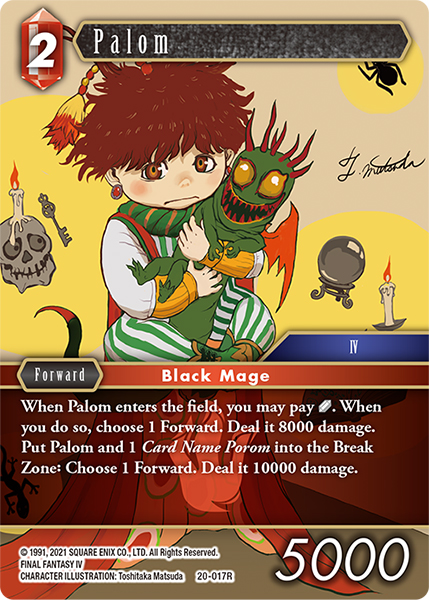 2
Palom
T. Matsuda
IV
Forward
Black Mage
When Palom enters the field, you may pay . When
you do so, choose 1 Forward. Deal it 8000 damage.
Put Palom and 1 Card Name Porom into the Break
Zone: Choose 1 Forward. Deal it 10000 damage.
© 1991, 2021 SQUARE ENIX CO., LTD. All Rights Reserved.
FINAL FANTASY IV
CHARACTER ILLUSTRATION: Toshitaka Matsuda
20-017R
5000